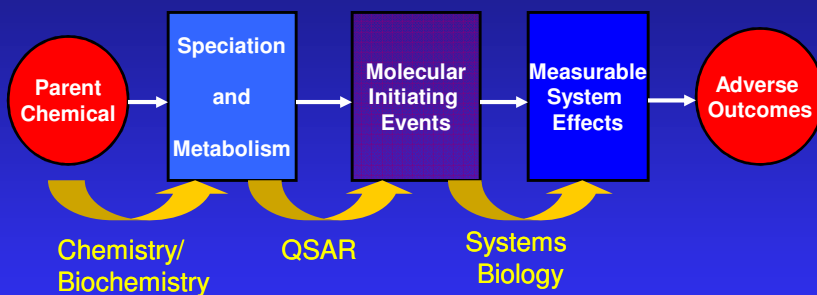 Parent
Chemical
Speciation
and
Metabolism
Molecular
Initiating
Events
Measurable
System
Effects
Adverse
Outcomes
Chemistry/
Biochemistry
QSAR
Systems
Biology